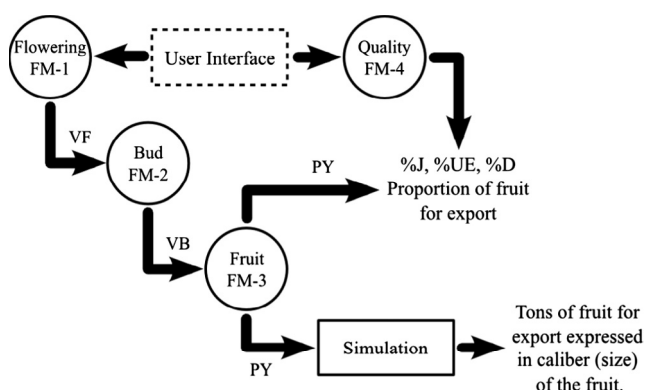 Flowering
FM-1
User Interface
Quality
FM-4
VF
Bud
FM-2
%J, %UE, %D
Proportion of fruit
for export
PY
VB
Fruit
FM-3
PY
Simulation
Tons of fruit for
export expressed
in caliber (size)
of the fruit.